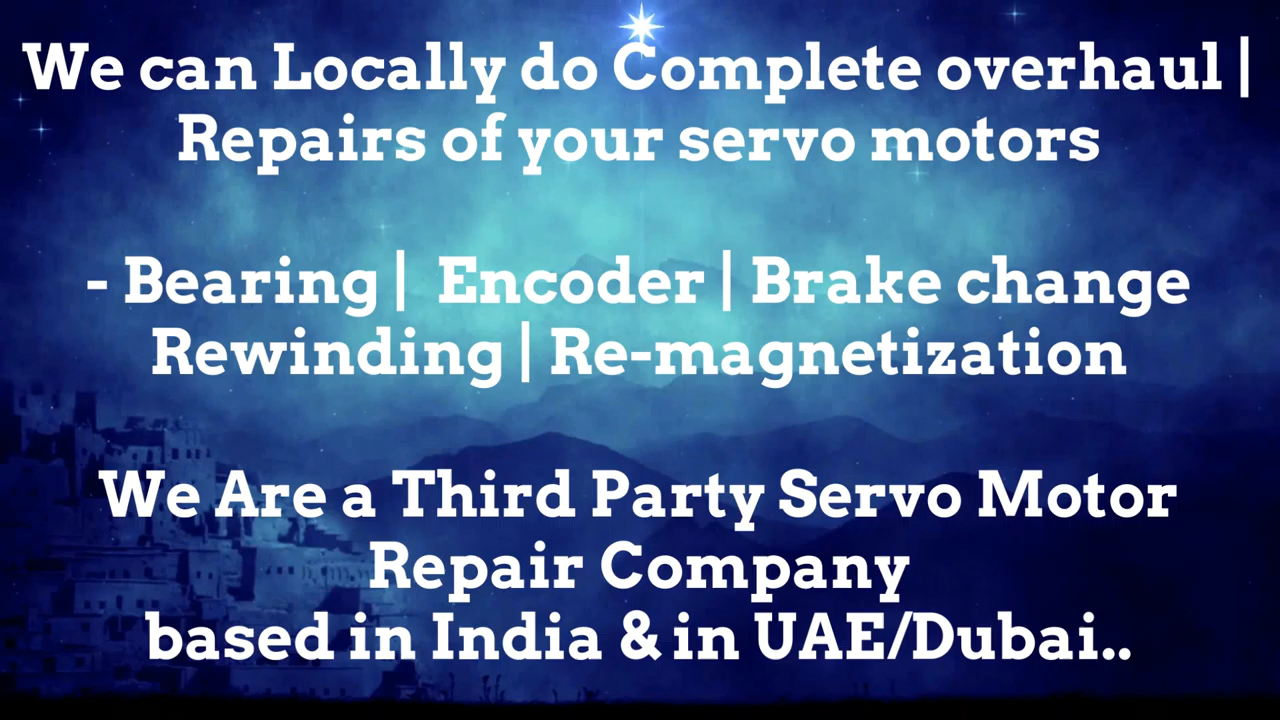 We can Locally do Complete overhaul |
Repairs of your servo motors
- Bearing | Encoder | Brake change
Rewinding | Re-magnetization
We Are a Third Party Servo Motor
Repair Company
based in India & in UAE/Dubai..